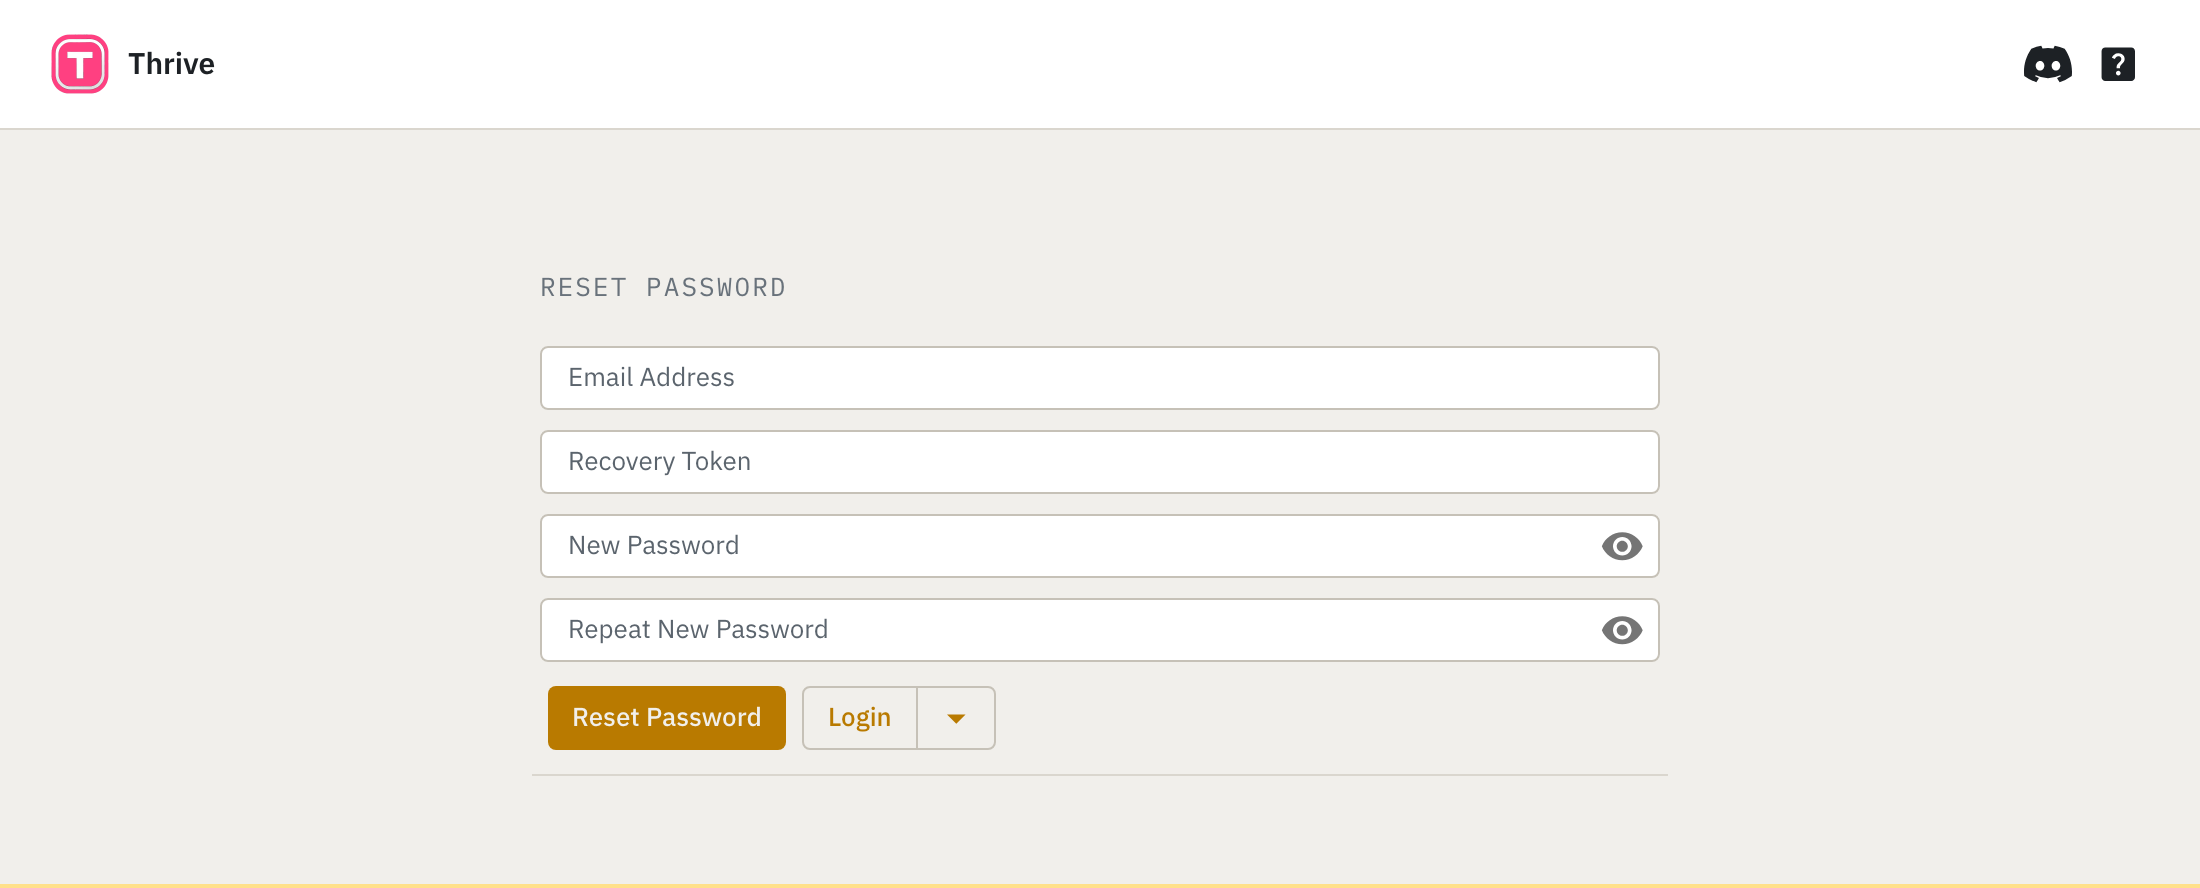 T Thrive ?
RESET PASSWORD
Email Address
Recovery Token
New Password
Repeat New Password
Reset Password Login